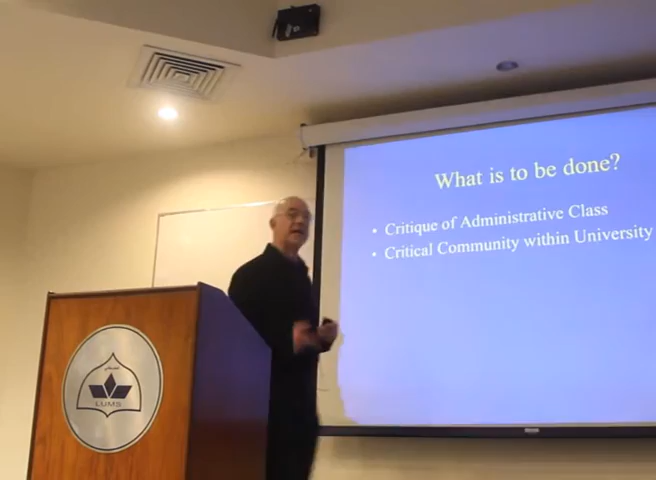 What is to be done?
• Critique of Administrative Class
• Critical Community within University
LUMS